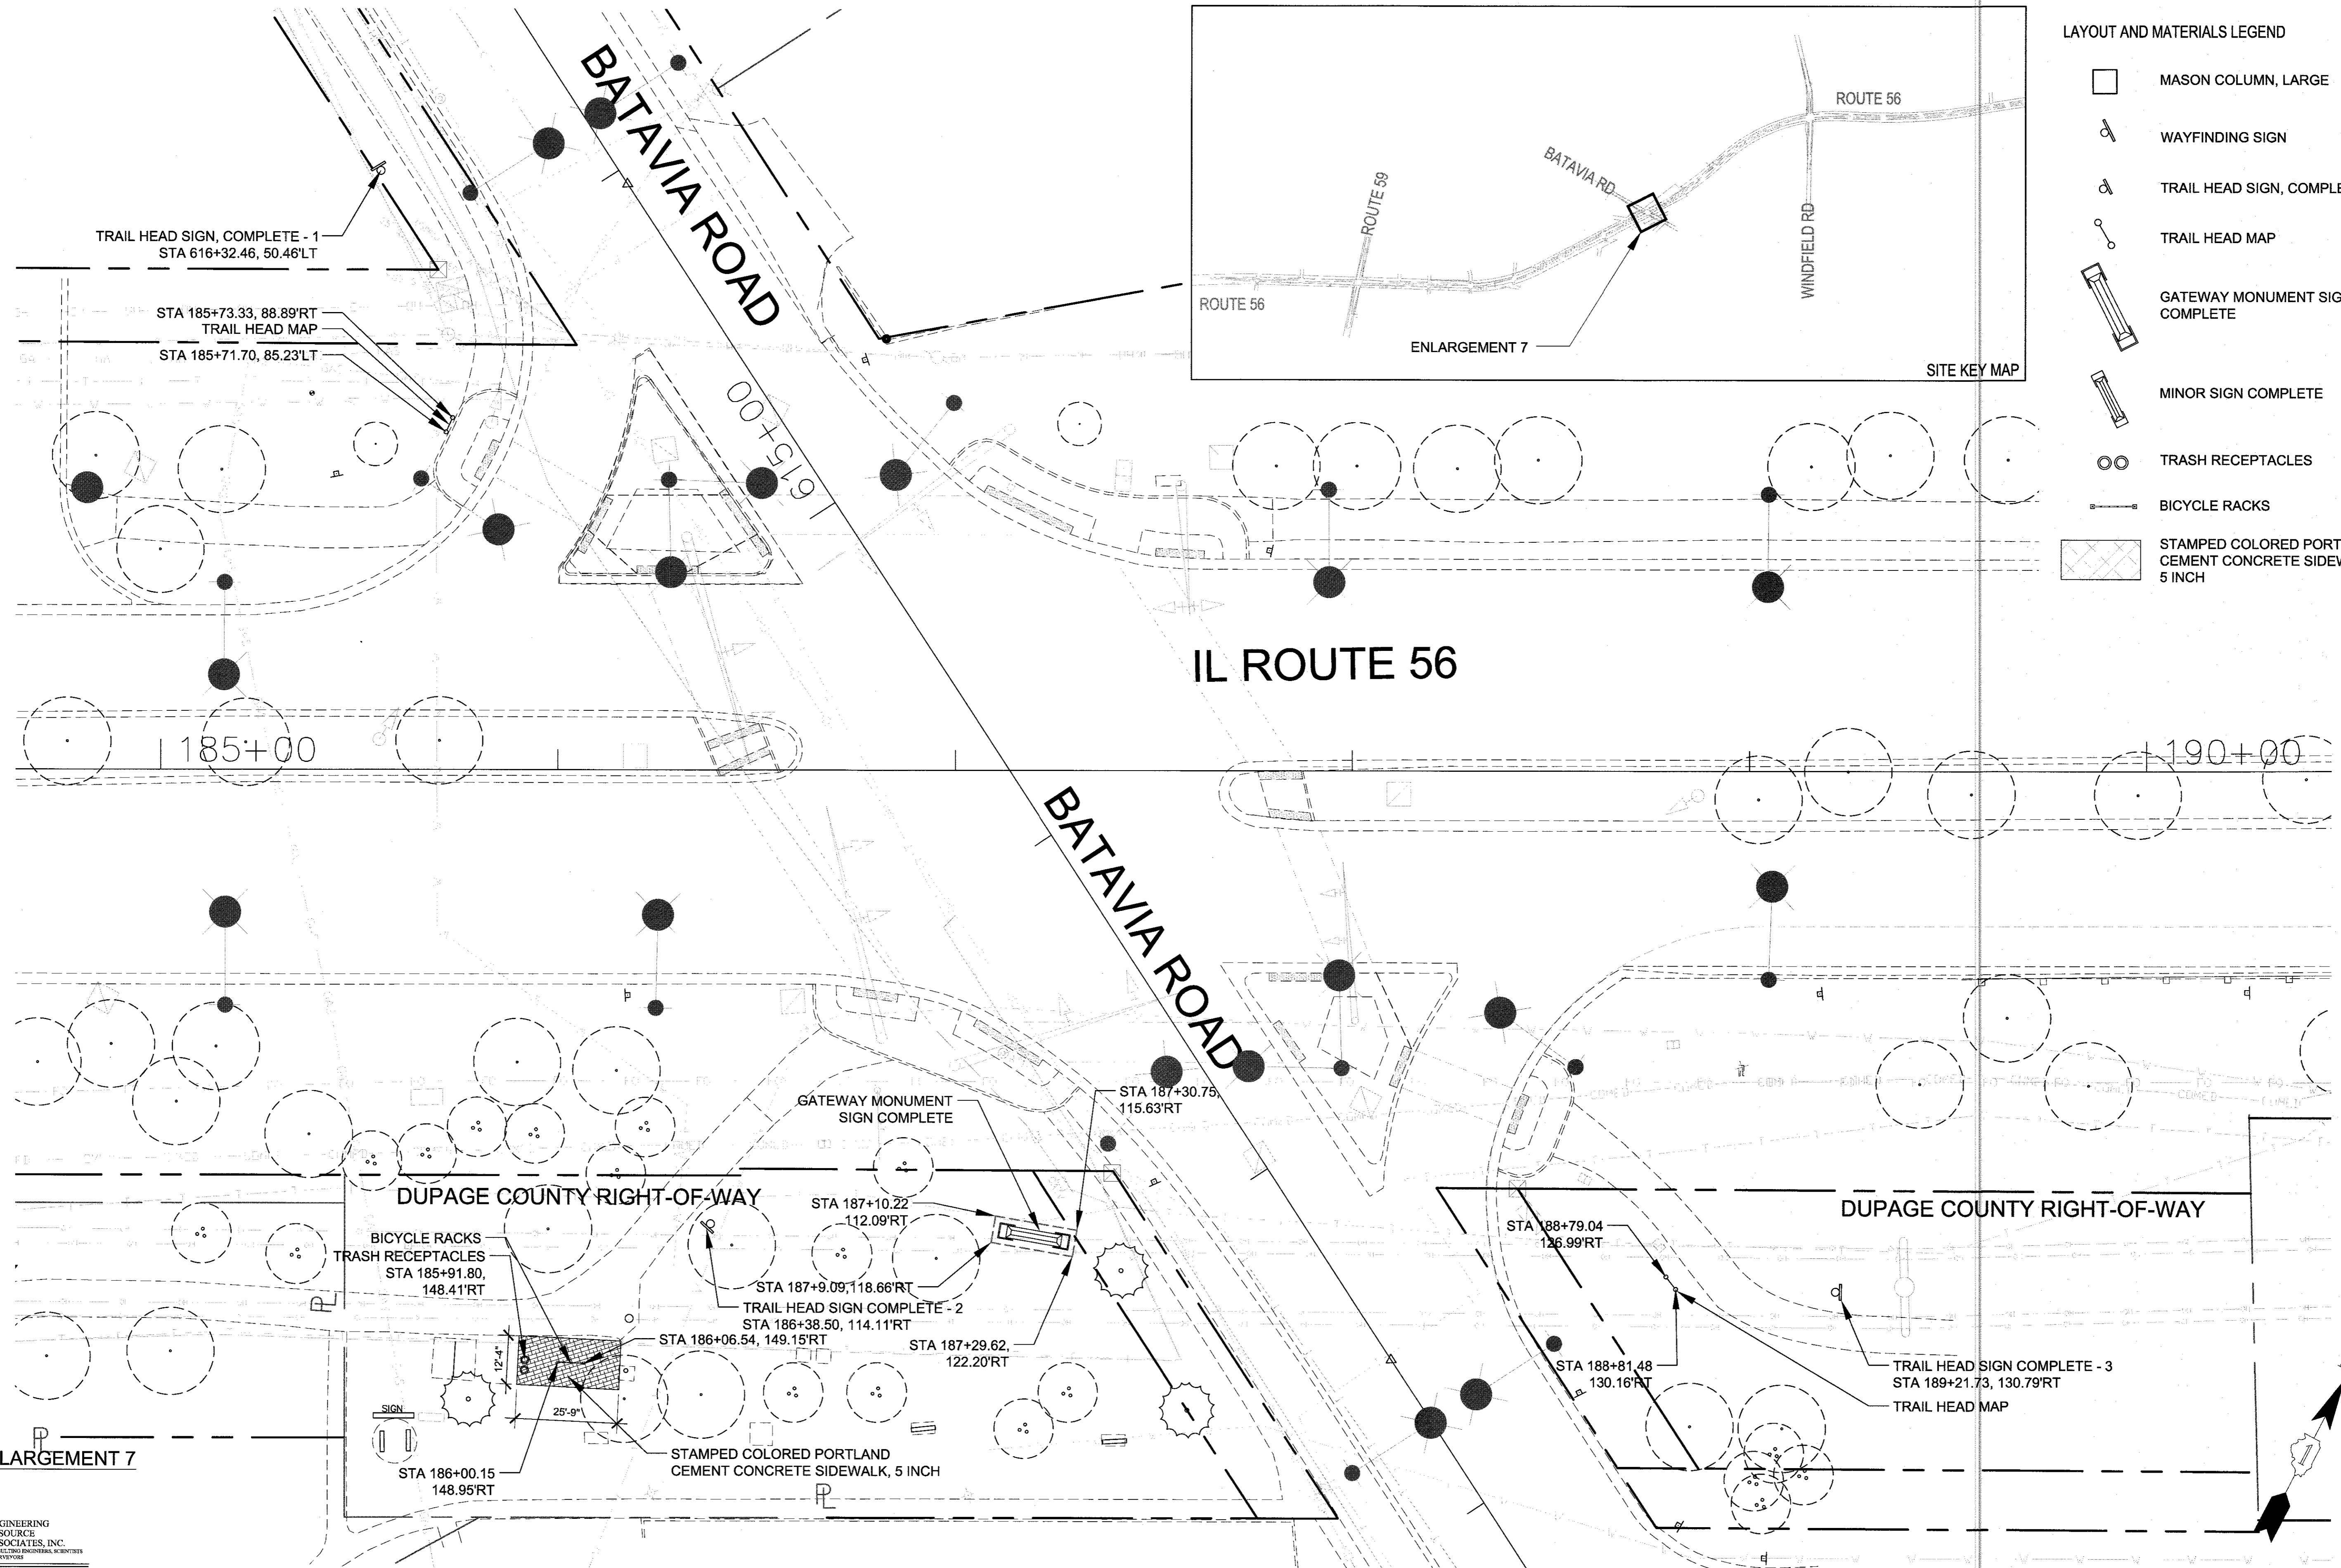 BATAVIA ROAD
TRAIL HEAD SIGN, COMPLETE - 1
STA 616+32.46, 50.46'LT
STA 185+73.33, 88.89'RT
TRAIL HEAD MAP
STA 185+71.70, 85.23'LT
615+00
ROUTE 56
BATAVIA RD
ROUTE 59
WINDFIELD RD
ROUTE 56
ENLARGEMENT 7
SITE KEY MAP
LAYOUT AND MATERIALS LEGEND
MASON COLUMN, LARGE
WAYFINDING SIGN
TRAIL HEAD SIGN, COMPLE
TRAIL HEAD MAP
GATEWAY MONUMENT SIG
COMPLETE
MINOR SIGN COMPLETE
TRASH RECEPTACLES
BICYCLE RACKS
STAMPED COLORED PORT
CEMENT CONCRETE SIDEW
5 INCH
IL ROUTE 56
185+00
190+00
BATAVIA ROAD
GATEWAY MONUMENT
SIGN COMPLETE
STA 187+30.75,
115.63'RT
DUPAGE COUNTY RIGHT-OF-WAY
STA 187+10.22
112.09'RT
BICYCLE RACKS
TRASH RECEPTACLES
STA 185+91.80,
148.41'RT
STA 187+9.09,118.66'RT
TRAIL HEAD SIGN COMPLETE - 2
STA 186+38.50, 114.11'RT
STA 186+06.54, 149.15'RT
STA 187+29.62,
122.20'RT
12'-4"
25'-9"
SIGN
STAMPED COLORED PORTLAND
CEMENT CONCRETE SIDEWALK, 5 INCH
STA 186+00.15
148.95'RT
PL
PL
PL
DUPAGE COUNTY RIGHT-OF-WAY
STA 188+79.04
126.99'RT
STA 188+81.48
130.16'RT
TRAIL HEAD SIGN COMPLETE - 3
STA 189+21.73, 130.79'RT
TRAIL HEAD MAP
LARGEMENT 7
GINEERING
SOURCE
SOCIATES, INC.
ULTING ENGINEERS, SCIENTISTS
RVEYORS